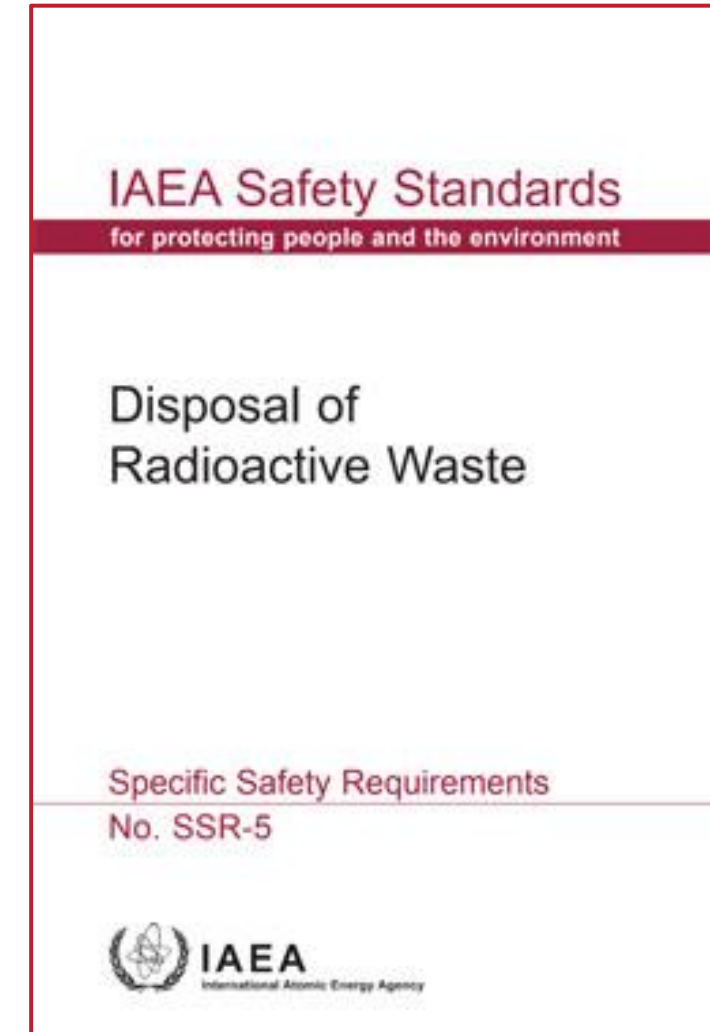 IAEA Safety Standards
for protecting people and the environment
Disposal of
Radioactive Waste
Specific Safety Requirements
No. SSR-5
IAEA
International Atomic Energy Agency